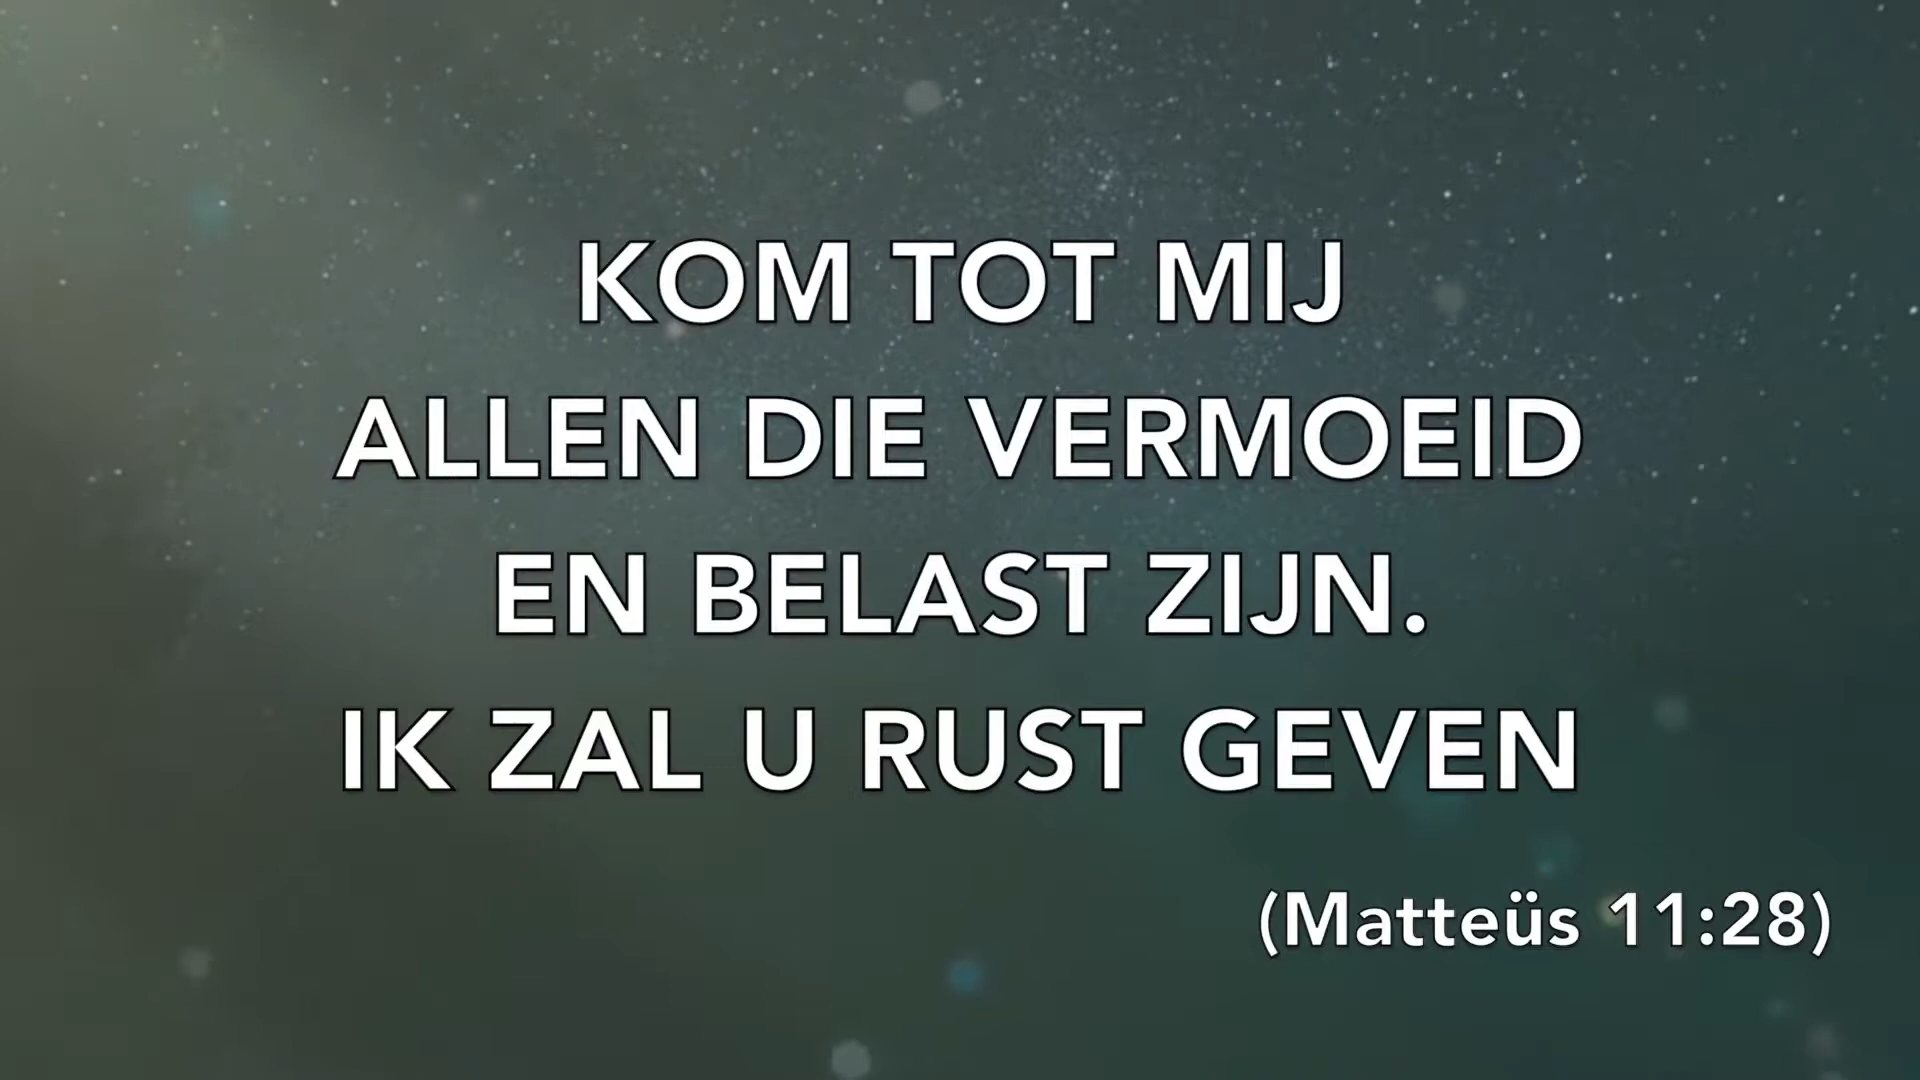 KOM TOT MIJ
ALLEN DIE VERMOEID
EN BELAST ZIJN.
IK ZAL U RUST GEVEN
(Matteüs 11:28)